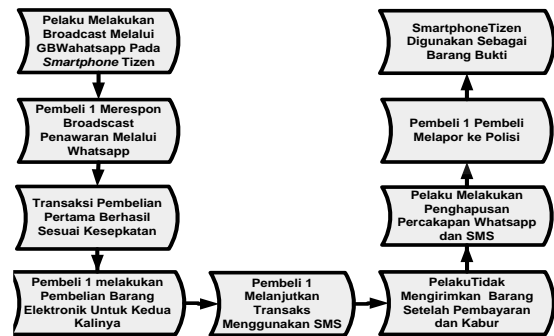 Pelaku Melakukan
Broadcast Melalui
GBWahatsapp Pada
Smartphone Tizen
Pembeli 1 Merespon
Broadscast
Penawaran Melalui
Whatsapp
Transaksi Pembelian
Pertama Berhasil
Sesuai Kesepkatan
Pembeli 1 melakukan
Pembelian Barang
Elektronik Untuk Kedua
Kalinya
Pembeli 1
Melanjutkan
Transaks
Menggunakan SMS
PelakuTidak
Mengirimkan Barang
Setelah Pembayaran
dan Kabur
Pelaku Melakukan
Penghapusan
Percakapan Whatsapp
dan SMS
Pembeli 1 Pembeli
Melapor ke Polisi
SmartphoneTizen
Digunakan Sebagai
Barang Bukti